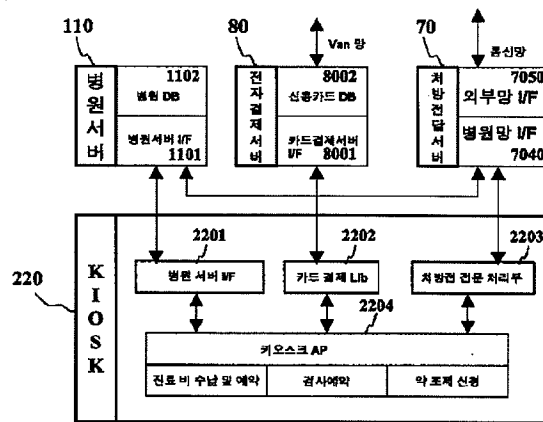 110
80
Van 망
70
통신망
병원서버
1102
병원 DB
병원서버 I/F
1101
전자결제서버
8002
신용카드 DB
카드결제서버
I/F 8001
처방전달서버
7050
외부망 I/F
병원망 I/F
7040
220
KIOSK
2201
병원 서버 I/F
2202
카드 결제 Lib
2203
처방전 전문 처리부
2204
키오스크 AP
진료 비 수납 및 예약
검사예약
약 조제 신청